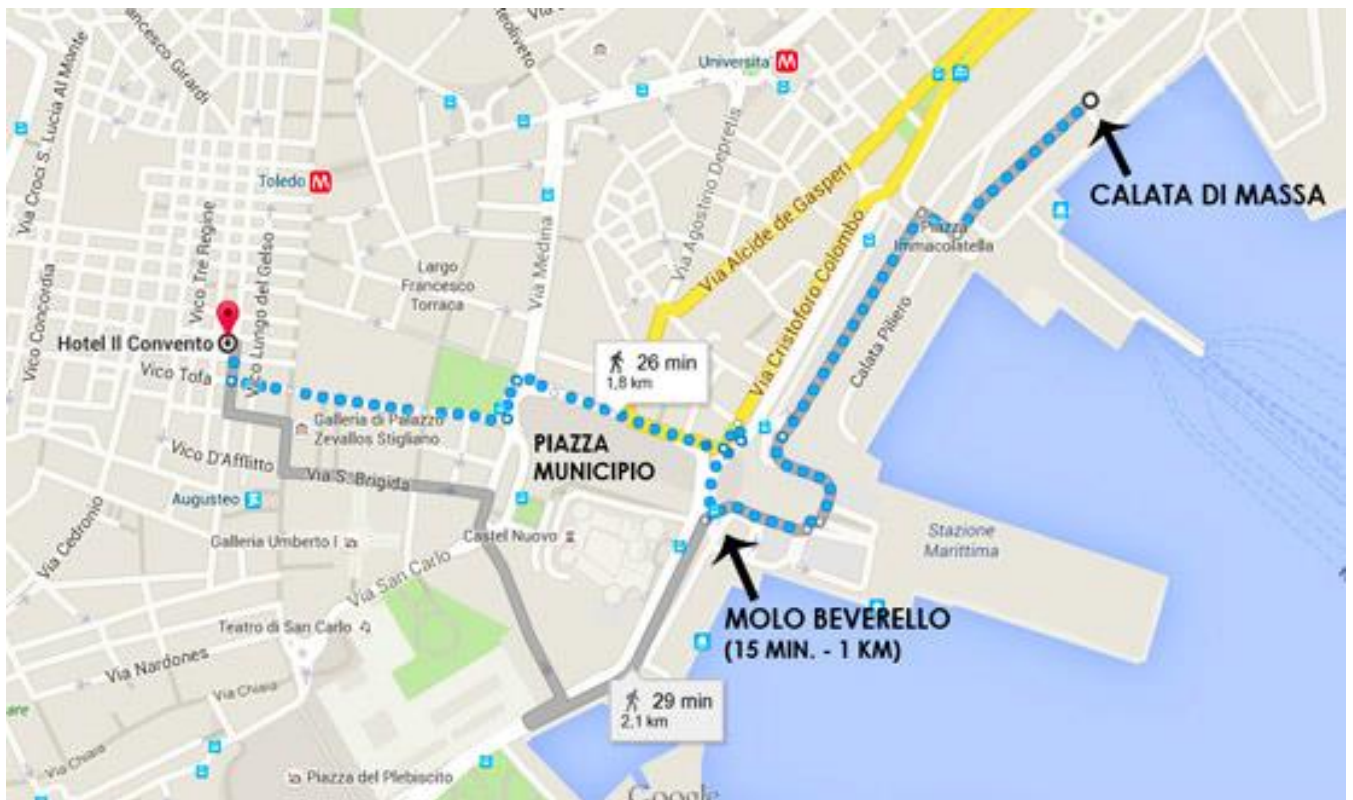 Università
Via Croci S. Lucia Al Monte
Francesco Girardi
Toledo
Via Medina
Via Agostino Depretis
Via Alcide de Gasperi
CALATA DI MASSA
Piazza
Immacolatella
Vico Tre Regine
Vico Lungo del Gelso
Largo
Francesco
Torraca
Via Cristoforo Colombo
Calata Piliero
Vico Concordia
Hotel Il Convento
26 min
1,8 km
Vico Tofa
Galleria di Palazzo
Zevallos Stigliano
PIAZZA
MUNICIPIO
Vico D'Afflitto
Via S. Brigida
Augusteo
Via Cedronio
Galleria Umberto I
Castel Nuovo
Stazione
Marittima
Via San Carlo
MOLO BEVERELLO
(15 MIN. - 1 KM)
Teatro di San Carlo
Via Nardones
Via Chiaia
29 min
2,1 km
Via Chiaia
Piazza del Plebiscito
Google